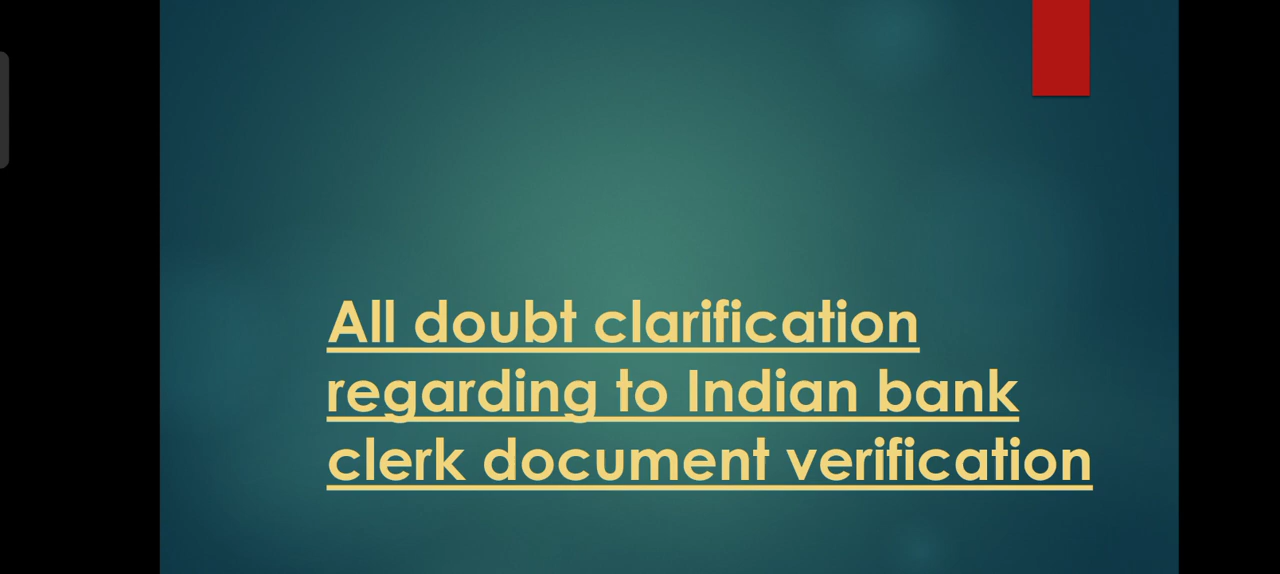 All doubt clarification
regarding to Indian bank
clerk document verification